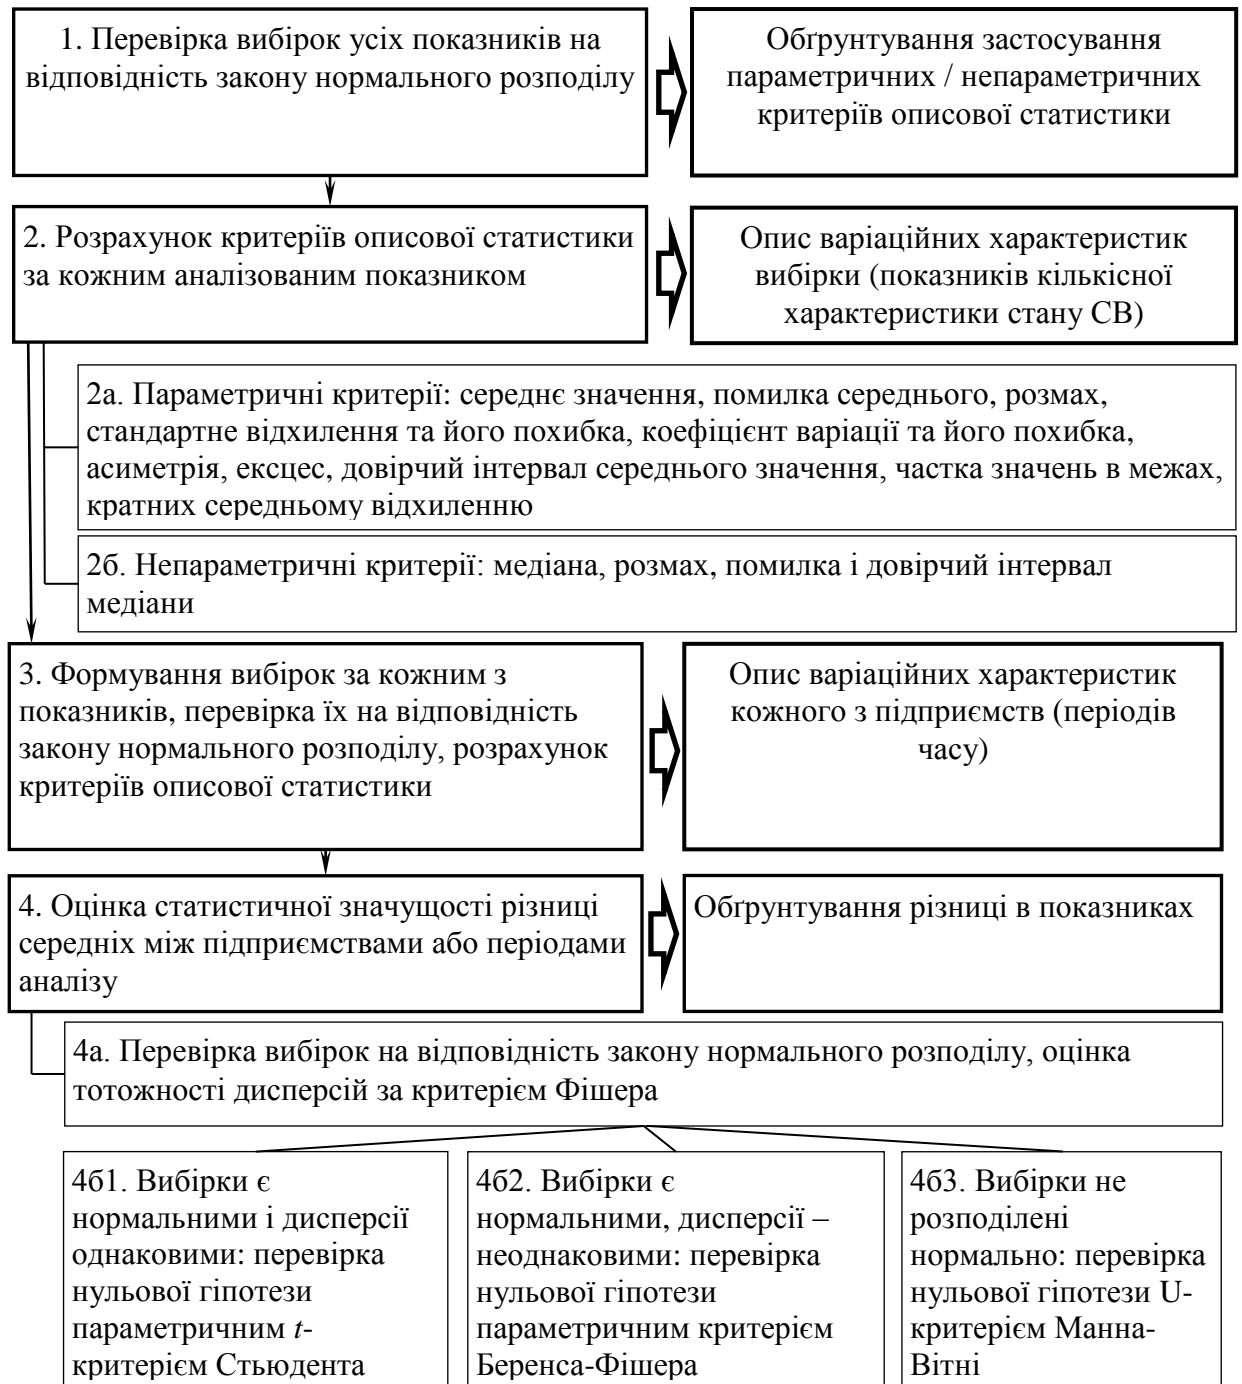 1. Перевірка вибірок усіх показників на
відповідність закону нормального розподілу
Обґрунтування застосування
параметричних / непараметричних
критеріїв описової статистики
2. Розрахунок критеріїв описової статистики
за кожним аналізованим показником
Опис варіаційних характеристик
вибірки (показників кількісної
характеристики стану СВ)
2а. Параметричні критерії: середнє значення, помилка середнього, розмах,
стандартне відхилення та його похибка, коефіцієнт варіації та його похибка,
асиметрія, ексцес, довірчий інтервал середнього значення, частка значень в межах,
кратних середньому відхиленню
2б. Непараметричні критерії: медіана, розмах, помилка і довірчий інтервал
медіани
3. Формування вибірок за кожним з
показників, перевірка їх на відповідність
закону нормального розподілу, розрахунок
критеріїв описової статистики
Опис варіаційних характеристик
кожного з підприємств (періодів
часу)
4. Оцінка статистичної значущості різниці
середніх між підприємствами або періодами
аналізу
Обґрунтування різниці в показниках
4а. Перевірка вибірок на відповідність закону нормального розподілу, оцінка
тотожності дисперсій за критерієм Фішера
4б1. Вибірки є
нормальними і дисперсії
однаковими: перевірка
нульової гіпотези
параметричним t-
критерієм Стьюдента
4б2. Вибірки є
нормальними, дисперсії –
неоднаковими: перевірка
нульової гіпотези
параметричним критерієм
Беренса-Фішера
4б3. Вибірки не
розподілені
нормально: перевірка
нульової гіпотези U-
критерієм Манна-
Вітні